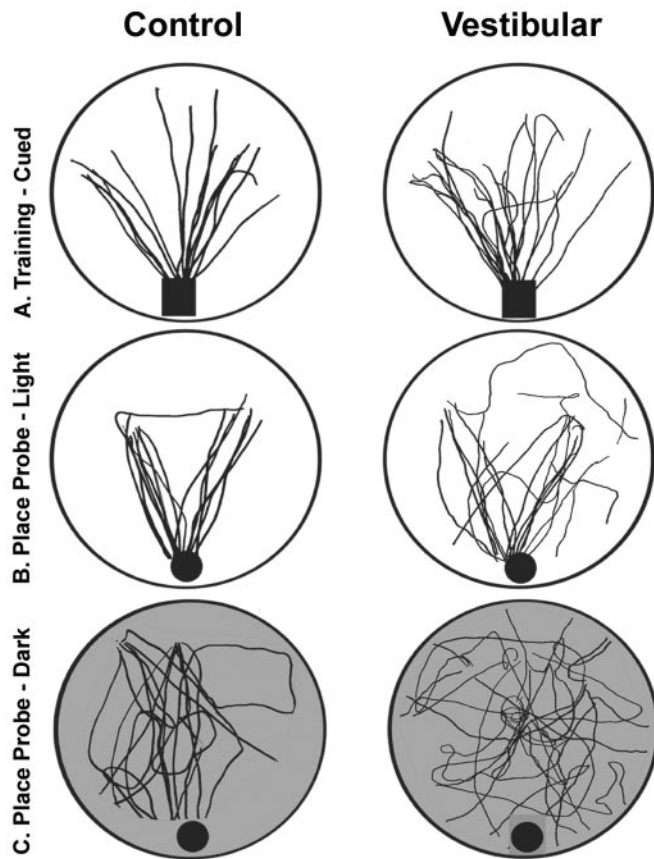 Control
Vestibular
A. Training - Cued
B. Place Probe - Light
C. Place Probe - Dark